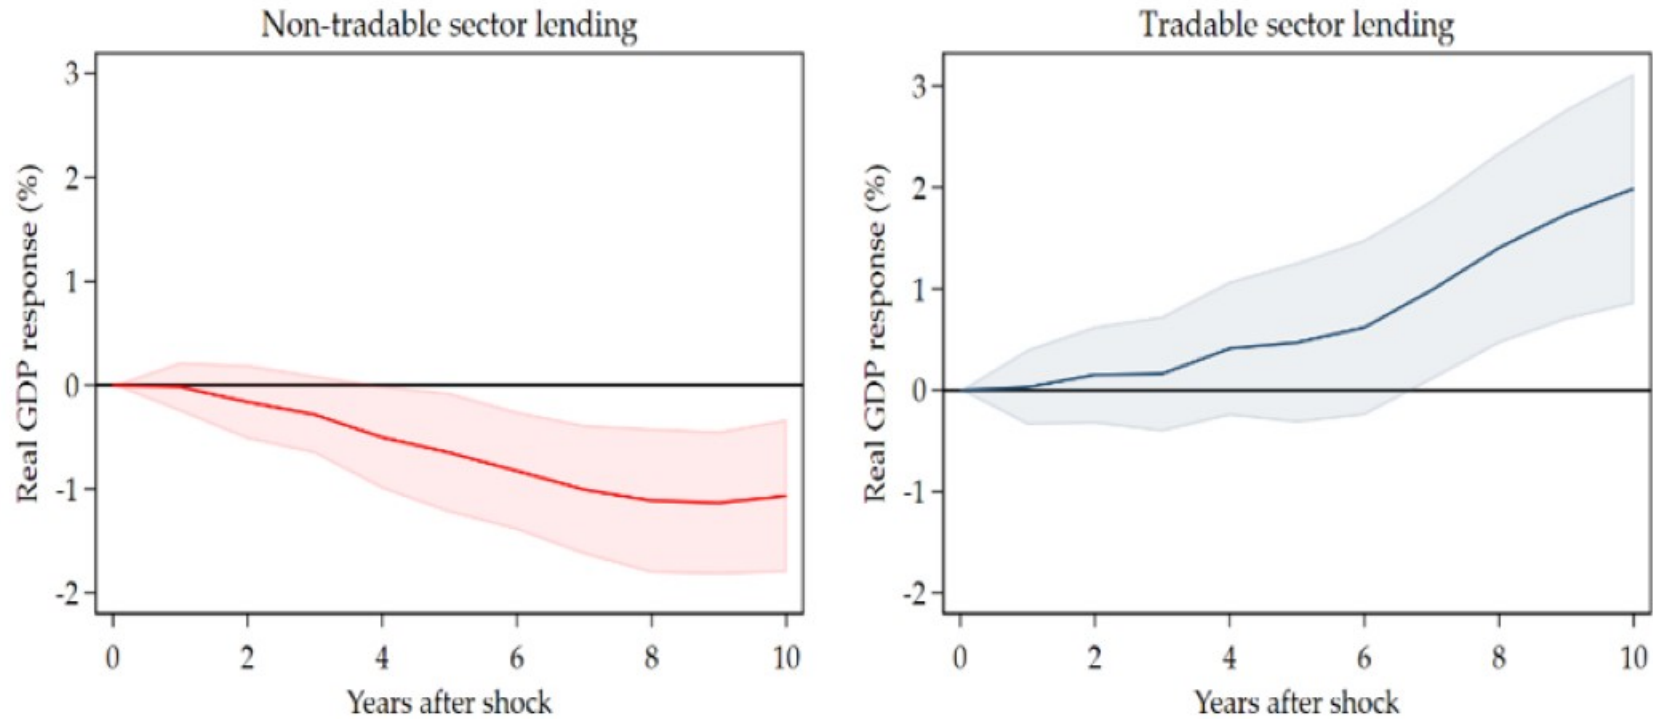 Non-tradable sector lending
Real GDP response (%)
3
2
1
0
-1
-2
0 2 4 6 8 10
Years after shock
Tradable sector lending
Real GDP response (%)
3
2
1
0
-1
-2
0 2 4 6 8 10
Years after shock